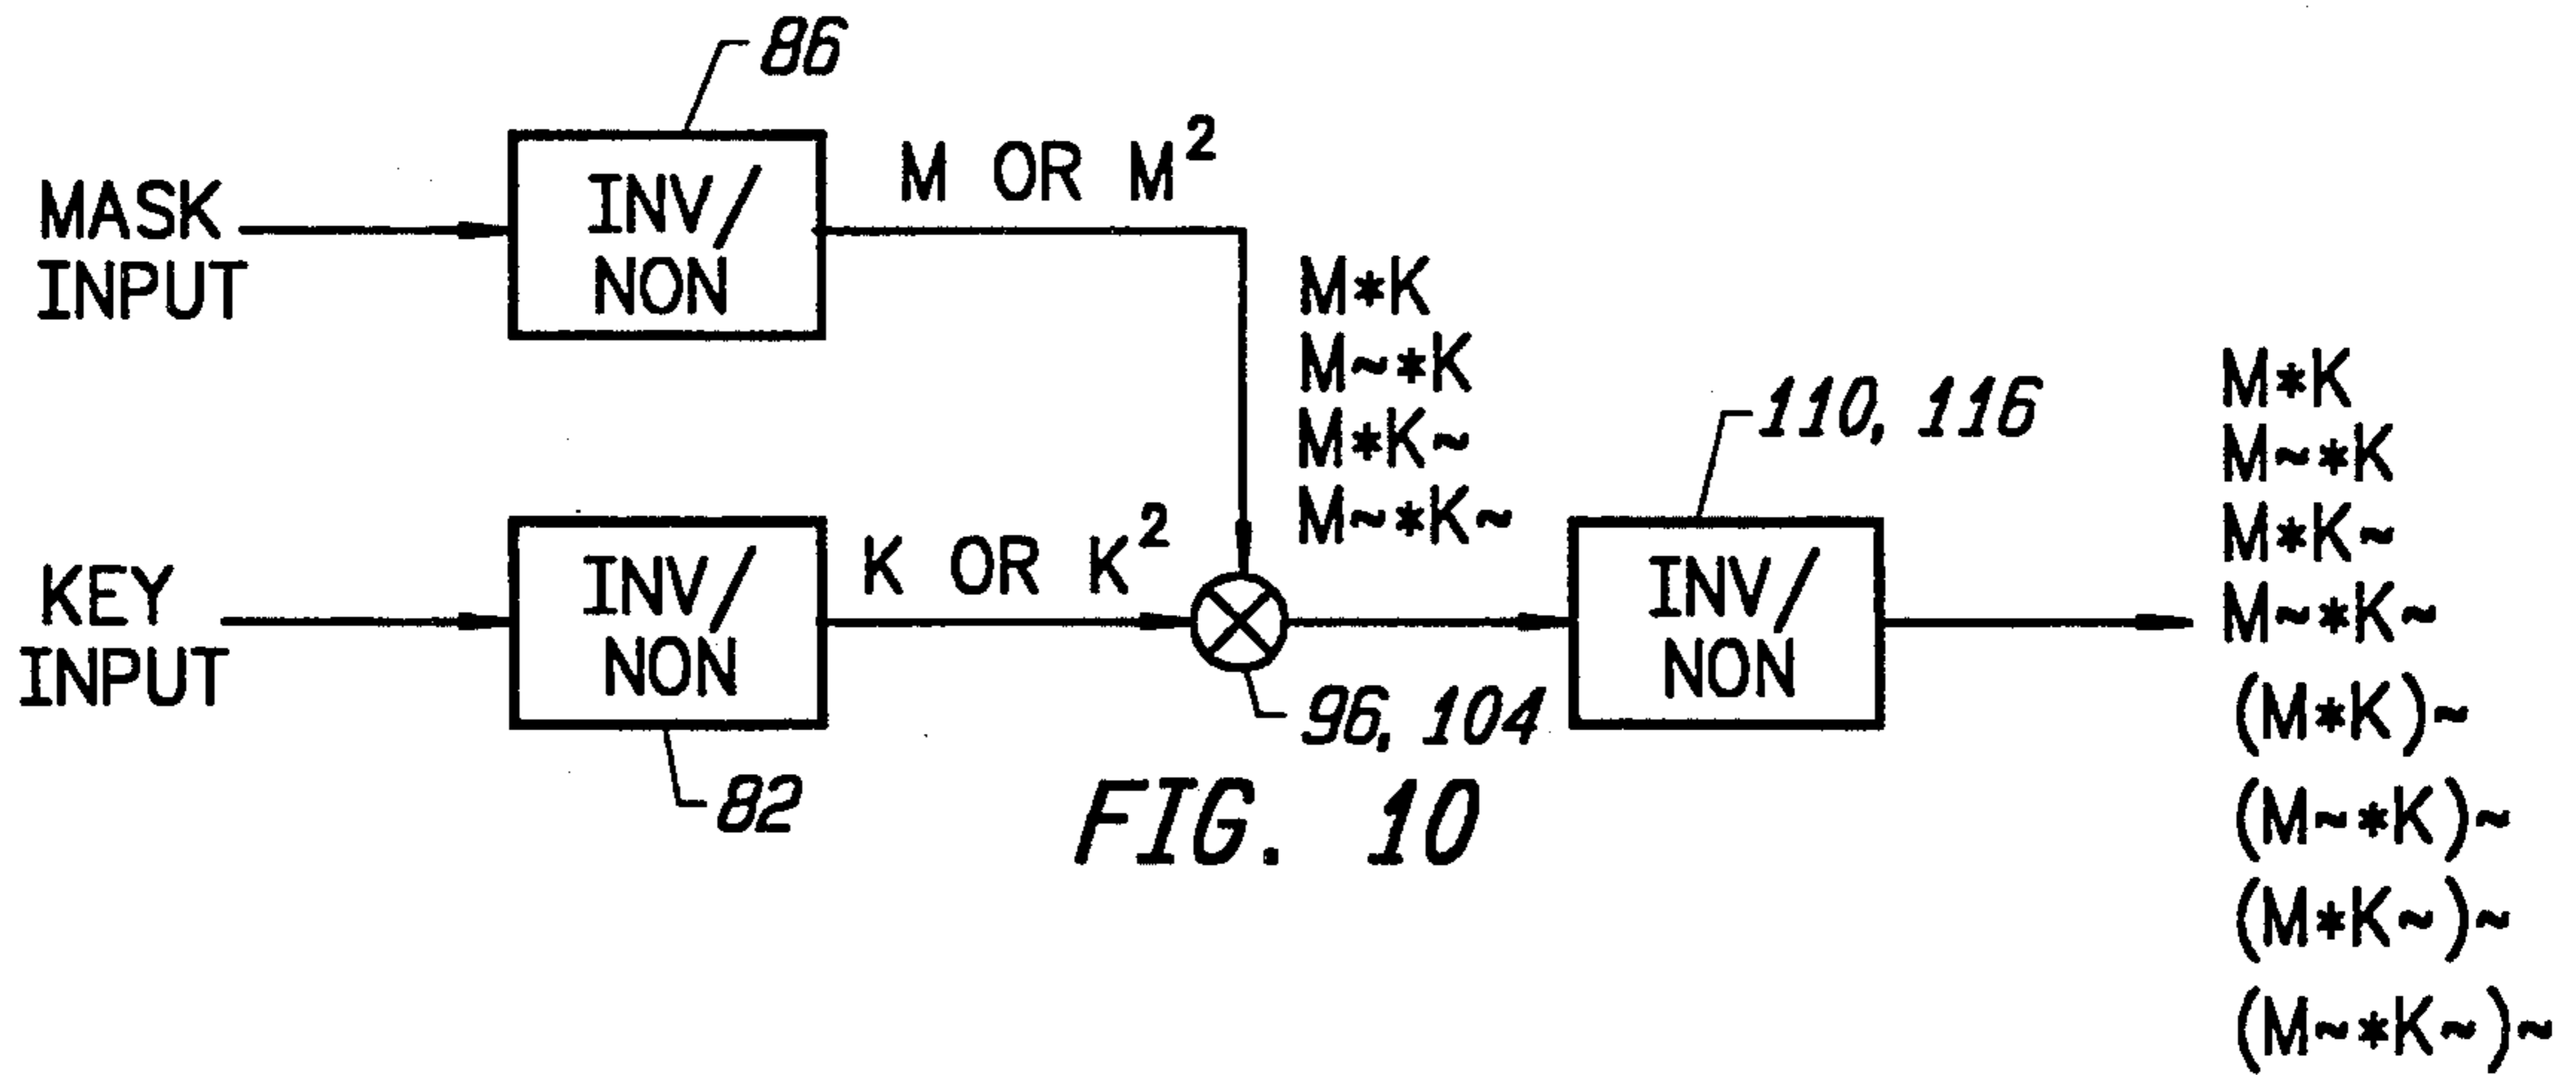 86
MASK
INPUT
INV/
NON
M OR M²
M*K
M~*K
M*K~
M~*K~
KEY
INPUT
INV/
NON
K OR K²
82
96, 104
110, 116
INV/
NON
M*K
M~*K
M*K~
M~*K~
(M*K)~
(M~*K)~
(M*K~)~
(M~*K~)~
FIG. 10